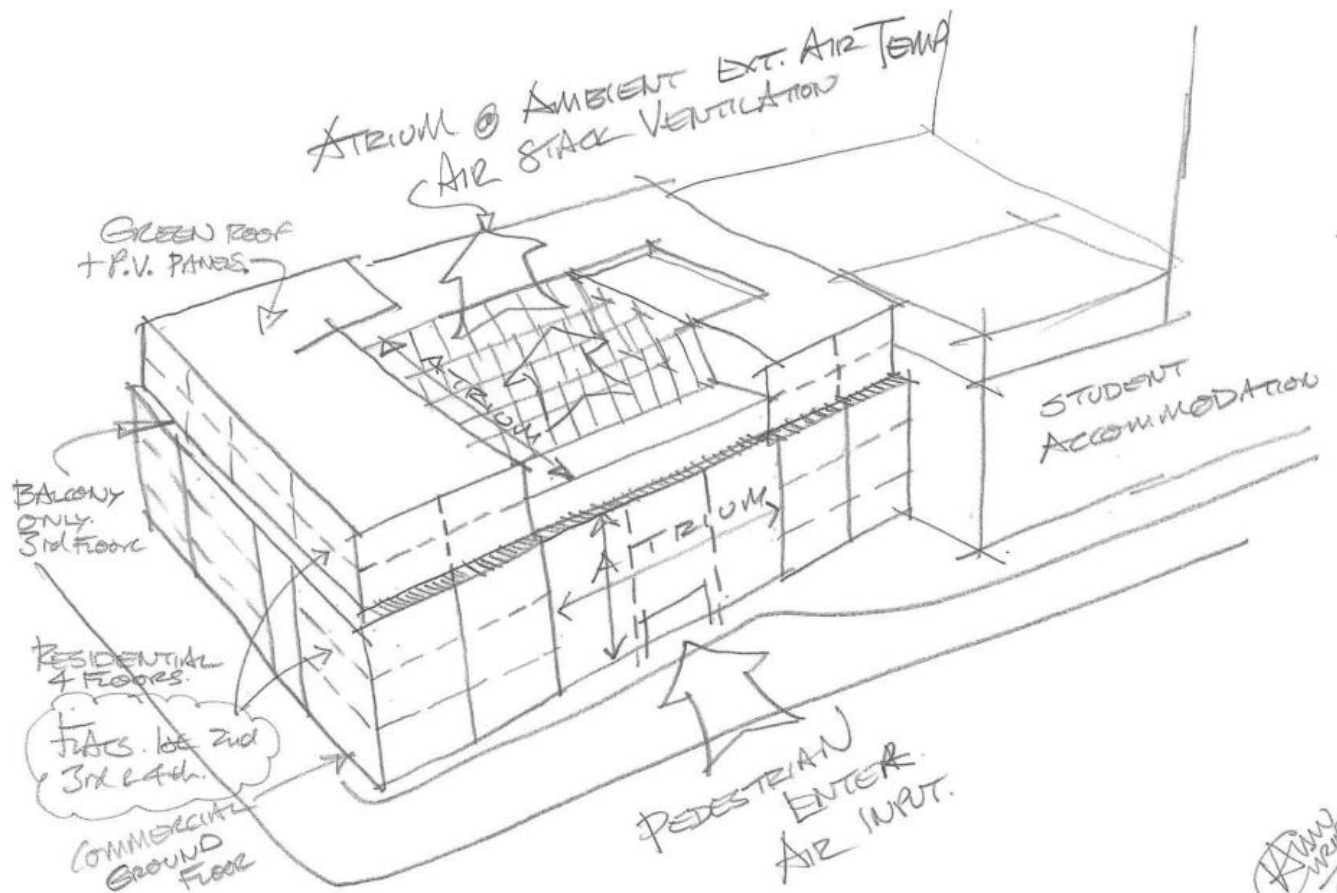 ATRIUM @ AMBIENT EXT. AIR TEMP
AIR STACK VENTILATION
GREEN ROOF
+ P.V. PANELS.
ATRIUM
STUDENT
ACCOMMODATION
BALCONY
ONLY.
3rd FLOOR
ATRIUM
RESIDENTIAL
4 FLOORS.
FLATS. 1st 2nd
3rd & 4th.
COMMERCIAL
GROUND
FLOOR
PEDESTRIAN
ENTER.
AIR INPUT.